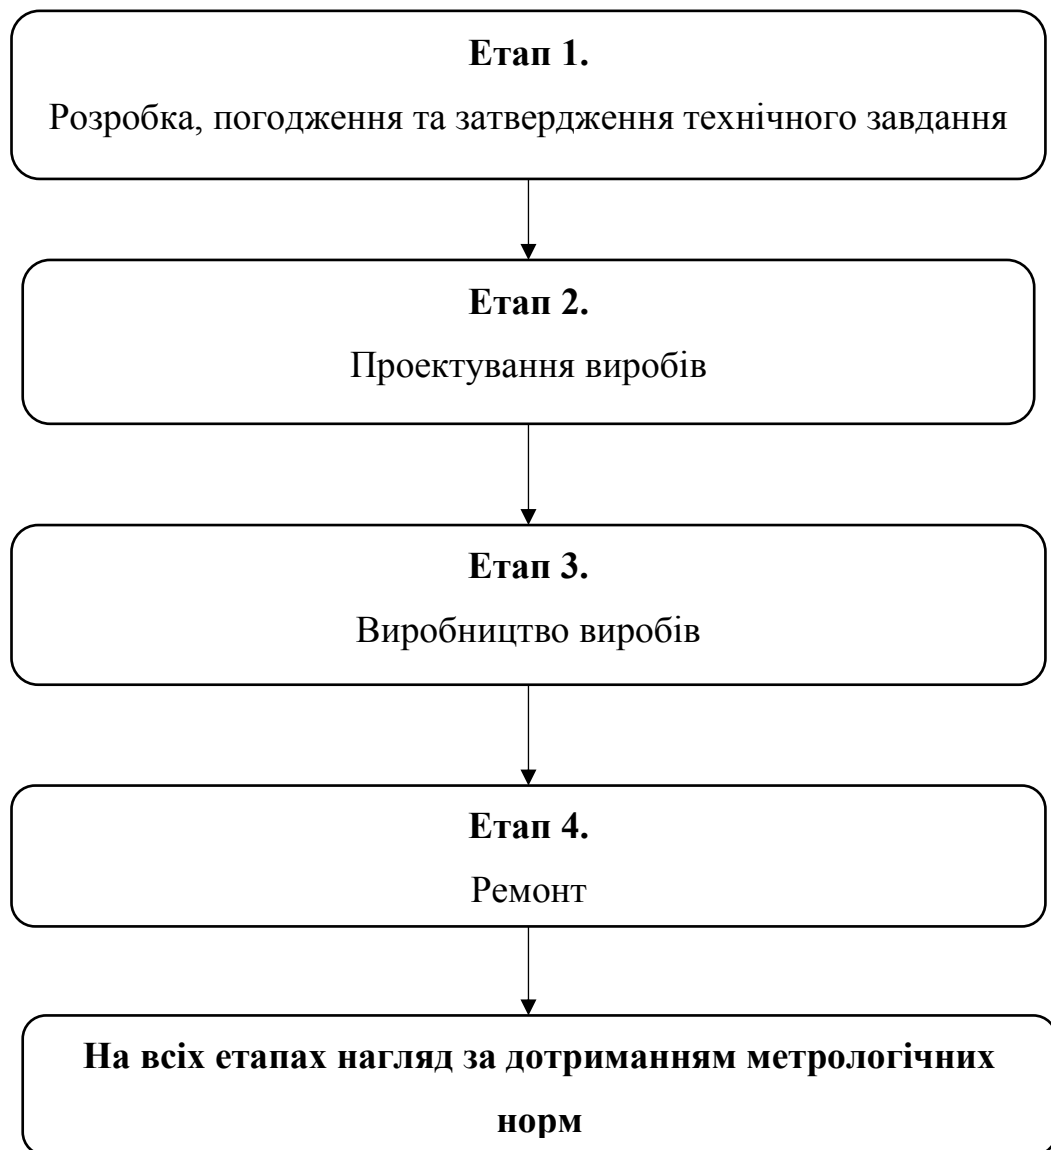 Етап 1.
Розробка, погодження та затвердження технічного завдання
Етап 2.
Проектування виробів
Етап 3.
Виробництво виробів
Етап 4.
Ремонт
На всіх етапах нагляд за дотриманням метрологічних
норм